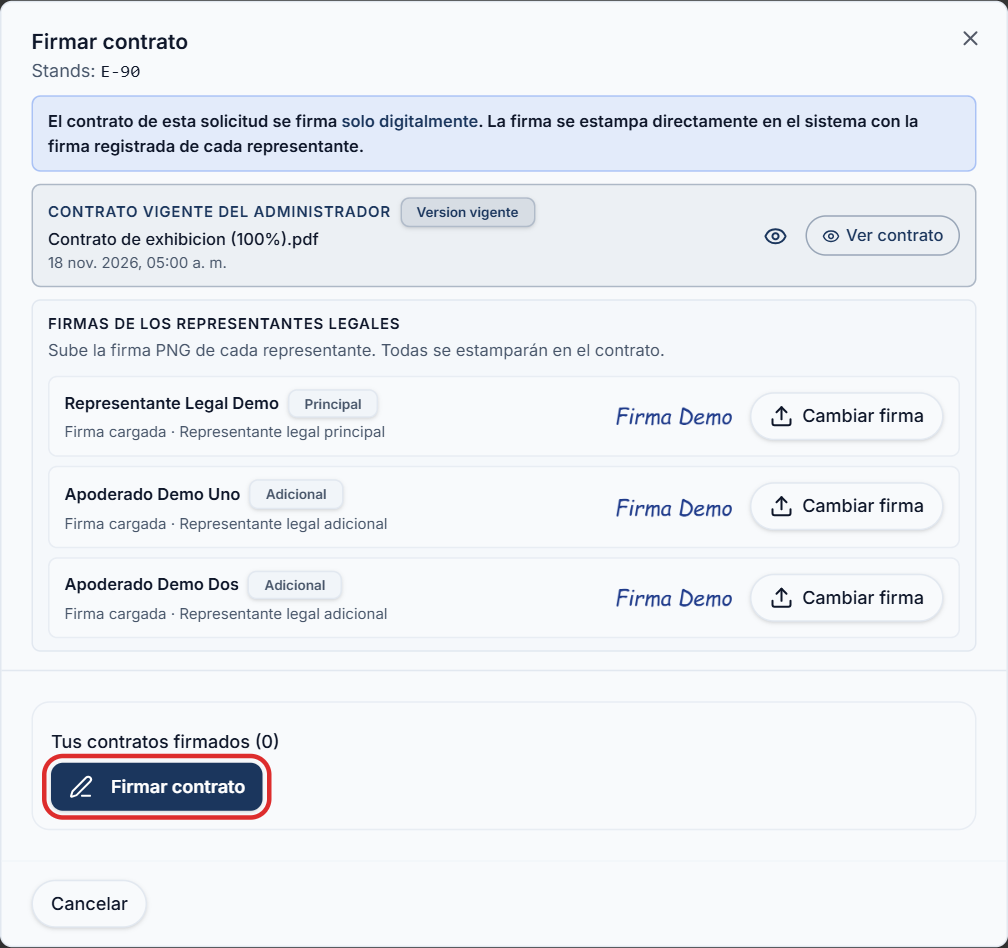 Firmar contrato
Stands: E-90
El contrato de esta solicitud se firma solo digitalmente. La firma se estampa directamente en el sistema con la
firma registrada de cada representante.
CONTRATO VIGENTE DEL ADMINISTRADOR Version vigente
Contrato de exhibicion (100%).pdf
18 nov. 2026, 05:00 a. m.
Ver contrato
FIRMAS DE LOS REPRESENTANTES LEGALES
Sube la firma PNG de cada representante. Todas se estamparán en el contrato.
Representante Legal Demo Principal
Firma cargada · Representante legal principal
Firma Demo Cambiar firma
Apoderado Demo Uno Adicional
Firma cargada · Representante legal adicional
Firma Demo Cambiar firma
Apoderado Demo Dos Adicional
Firma cargada · Representante legal adicional
Firma Demo Cambiar firma
Tus contratos firmados (0)
Firmar contrato
Cancelar